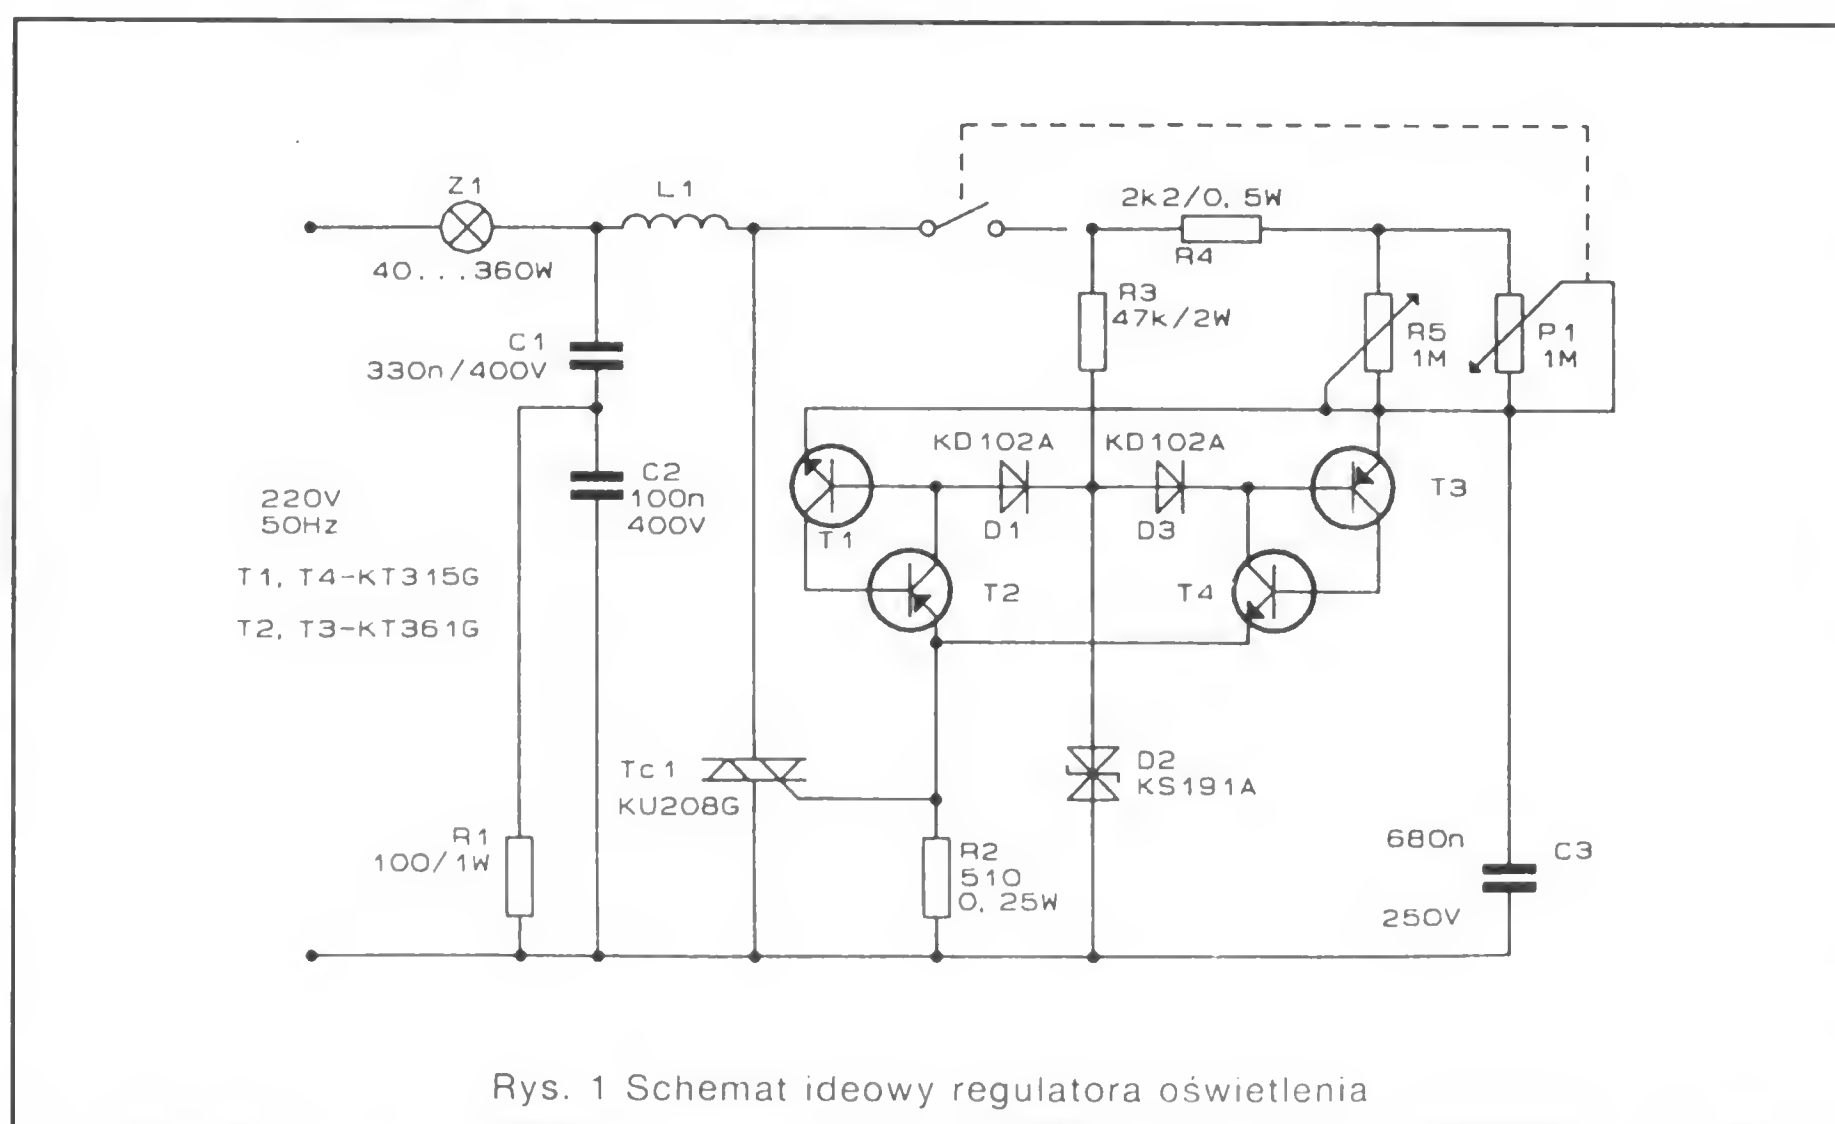 Z1
40...360W
L1
2k2/0,5W
R4
R3
47k/2W
R5
1M
P1
1M
C1
330n/400V
KD102A
D1
KD102A
D3
T3
T1
C2
100n
400V
220V
50Hz
T1, T4-KT315G
T2, T3-KT361G
T2
T4
Tc1
KU208G
D2
KS191A
R1
100/1W
R2
510
0,25W
680n
C3
250V
Rys. 1 Schemat ideowy regulatora oświetlenia